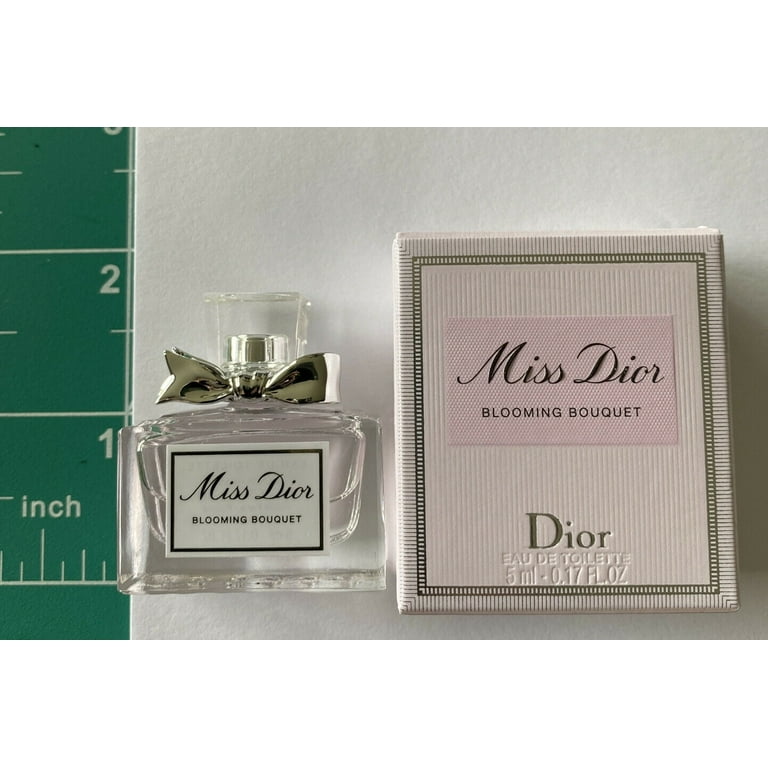 2
1
inch
Miss Dior
BLOOMING BOUQUET
Miss Dior
BLOOMING BOUQUET
Dior
EAU DE TOILETTE
5 ml - 0.17 FL.OZ